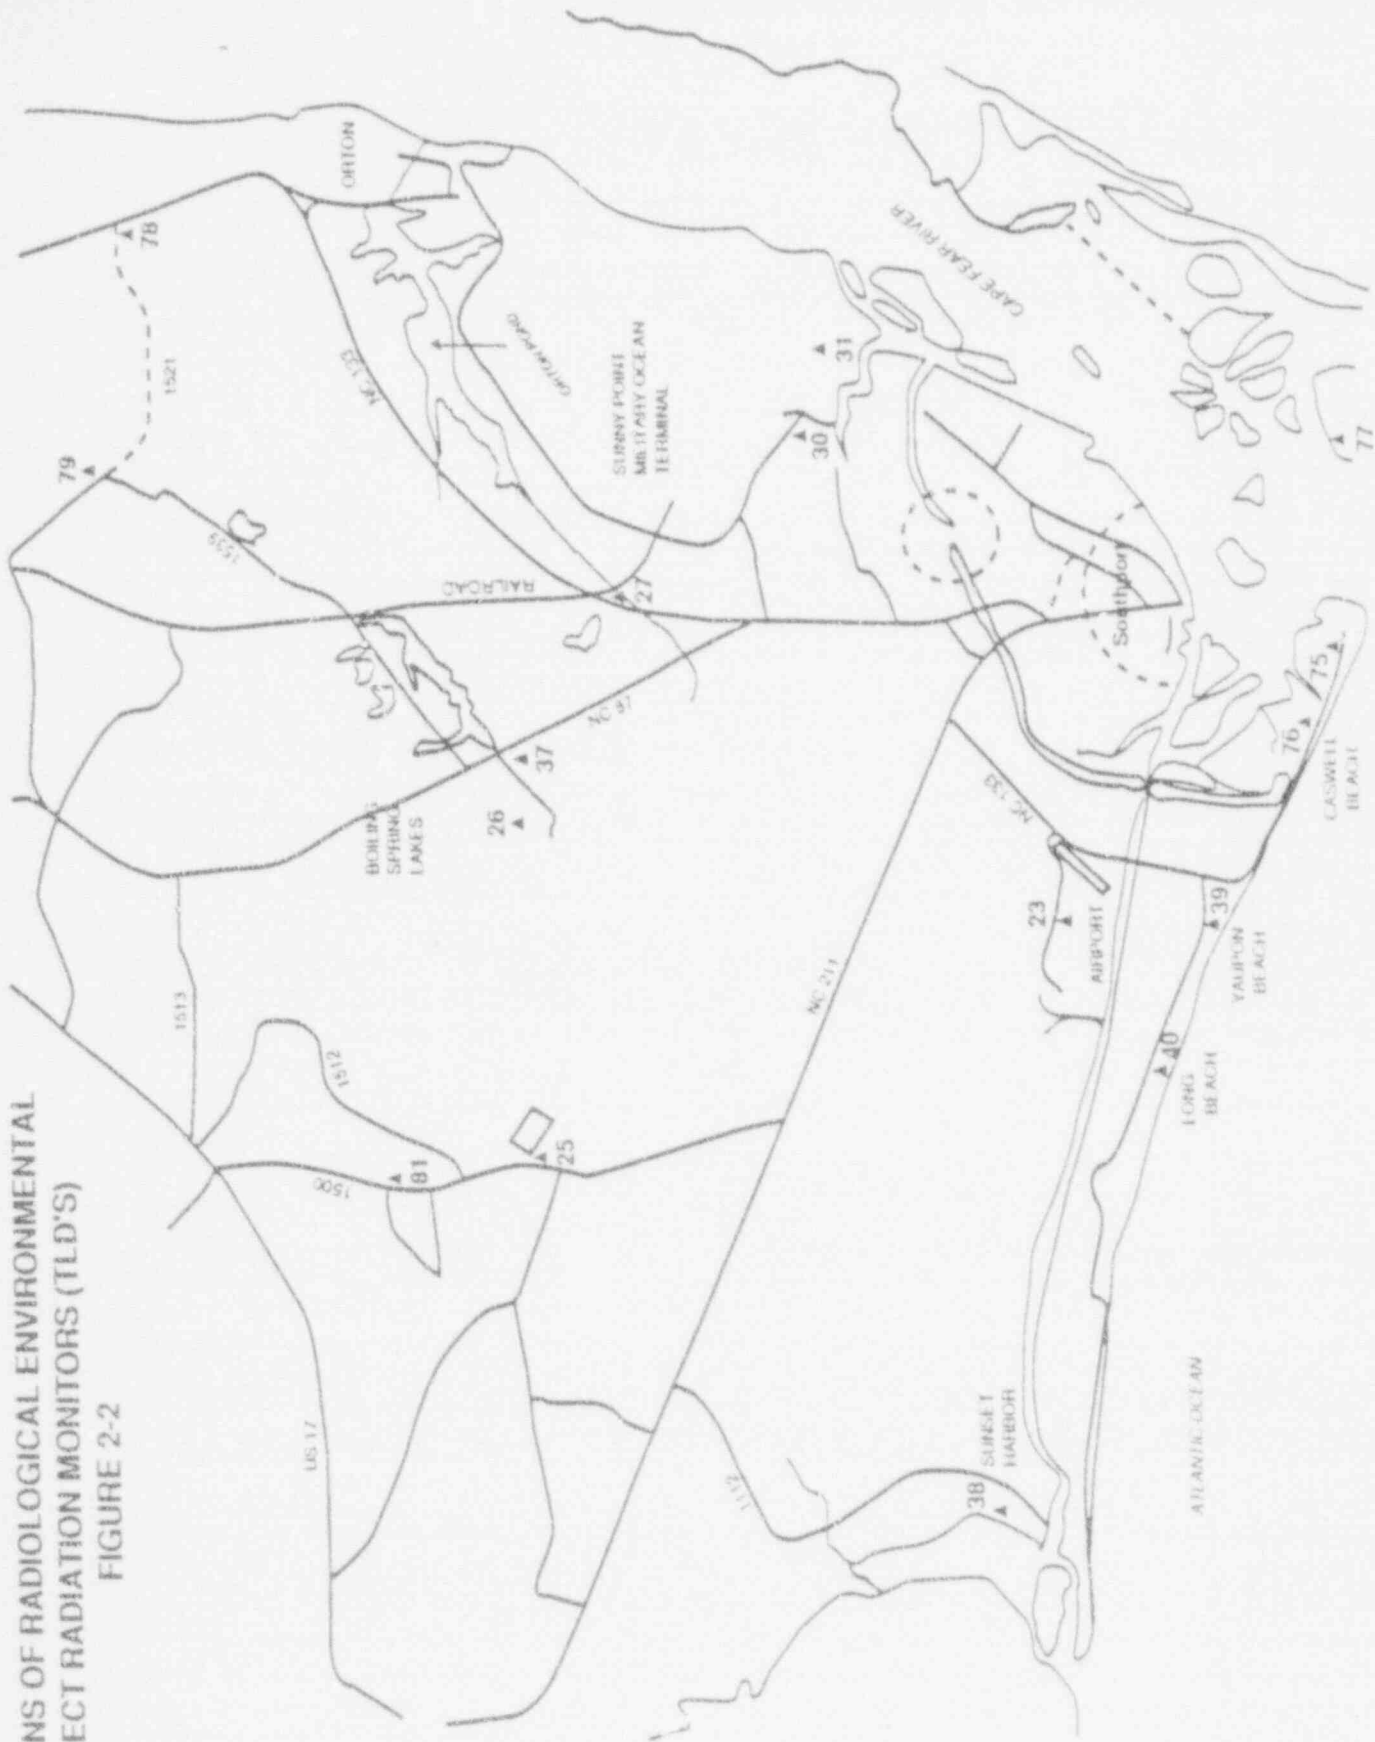 NS OF RADIOLOGICAL ENVIRONMENTAL
ECT RADIATION MONITORS (TLD'S)
FIGURE 2-2
US 17
1500
81
1512
1513
25
BOILING
SPRING
LAKES
26
37
NC 87
1539
79
1521
78
RAILROAD
27
NC 133
ORTON
ORTON POND
SUNNY POINT
MILITARY OCEAN
TERMINAL
30
31
CAPE FEAR RIVER
NC 211
38
SUNSET
HARBOR
ATLANTIC OCEAN
LONG
BEACH
40
23
AIRPORT
NC 133
YAUPON
BEACH
39
Southport
CASWELL
BEACH
76
75
77